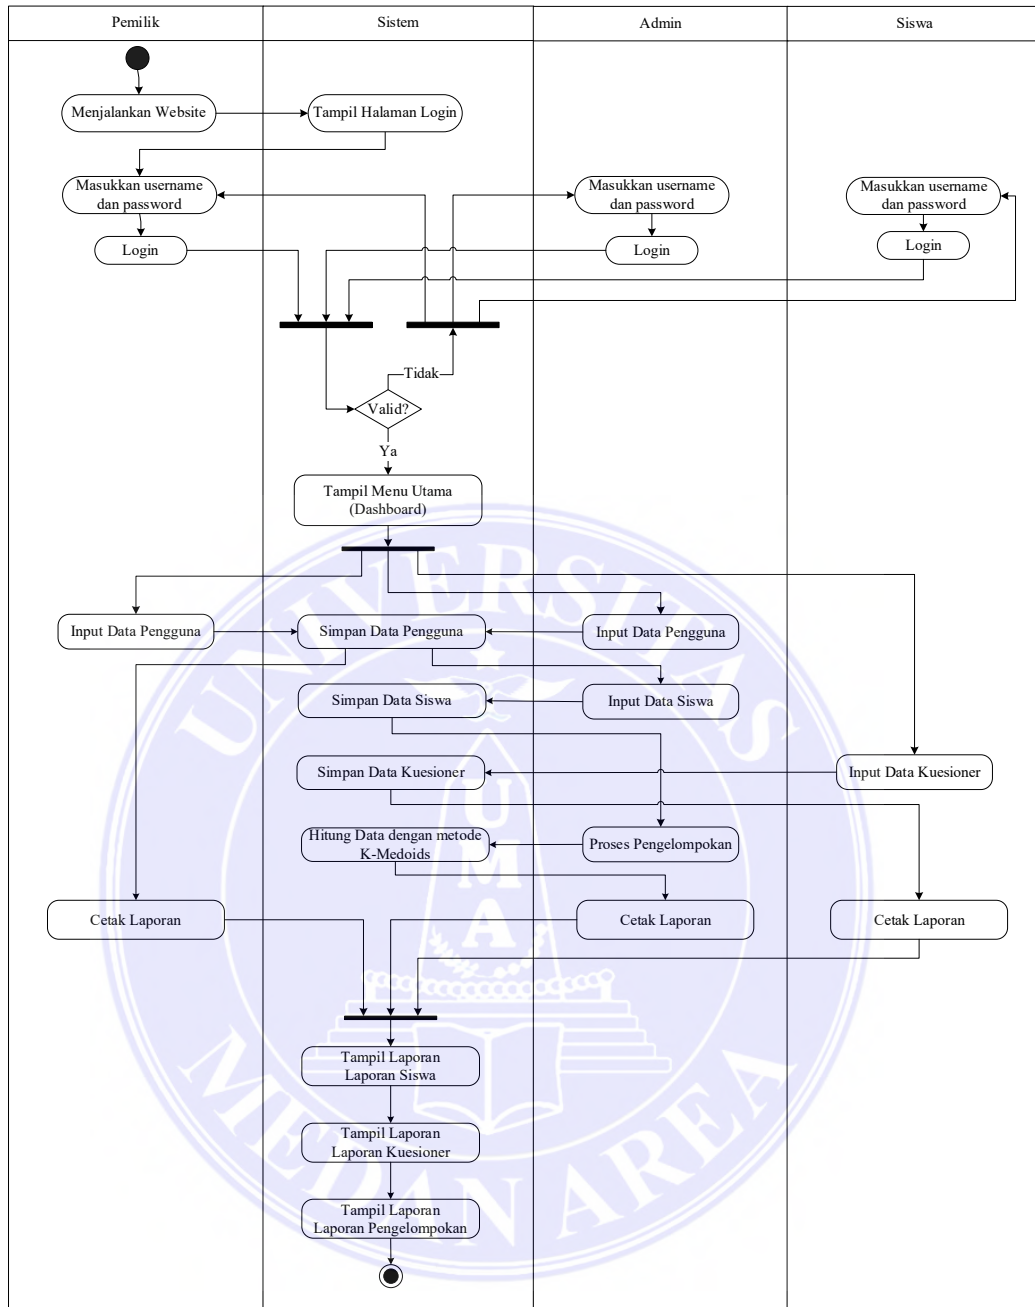 Pemilik
Sistem
Admin
Siswa
Menjalankan Website
Tampil Halaman Login
Masukkan username
dan password
Masukkan username
dan password
Masukkan username
dan password
Login
Login
Login
Tidak
Valid?
Ya
Tampil Menu Utama
(Dashboard)
Input Data Pengguna
Simpan Data Pengguna
Input Data Pengguna
Simpan Data Siswa
Input Data Siswa
Simpan Data Kuesioner
Input Data Kuesioner
Hitung Data dengan metode
K-Medoids
Proses Pengelompokan
Cetak Laporan
Cetak Laporan
Cetak Laporan
Tampil Laporan
Laporan Siswa
Tampil Laporan
Laporan Kuesioner
Tampil Laporan
Laporan Pengelompokan
UNIVERSITAS
MEDAN AREA
U
M
A